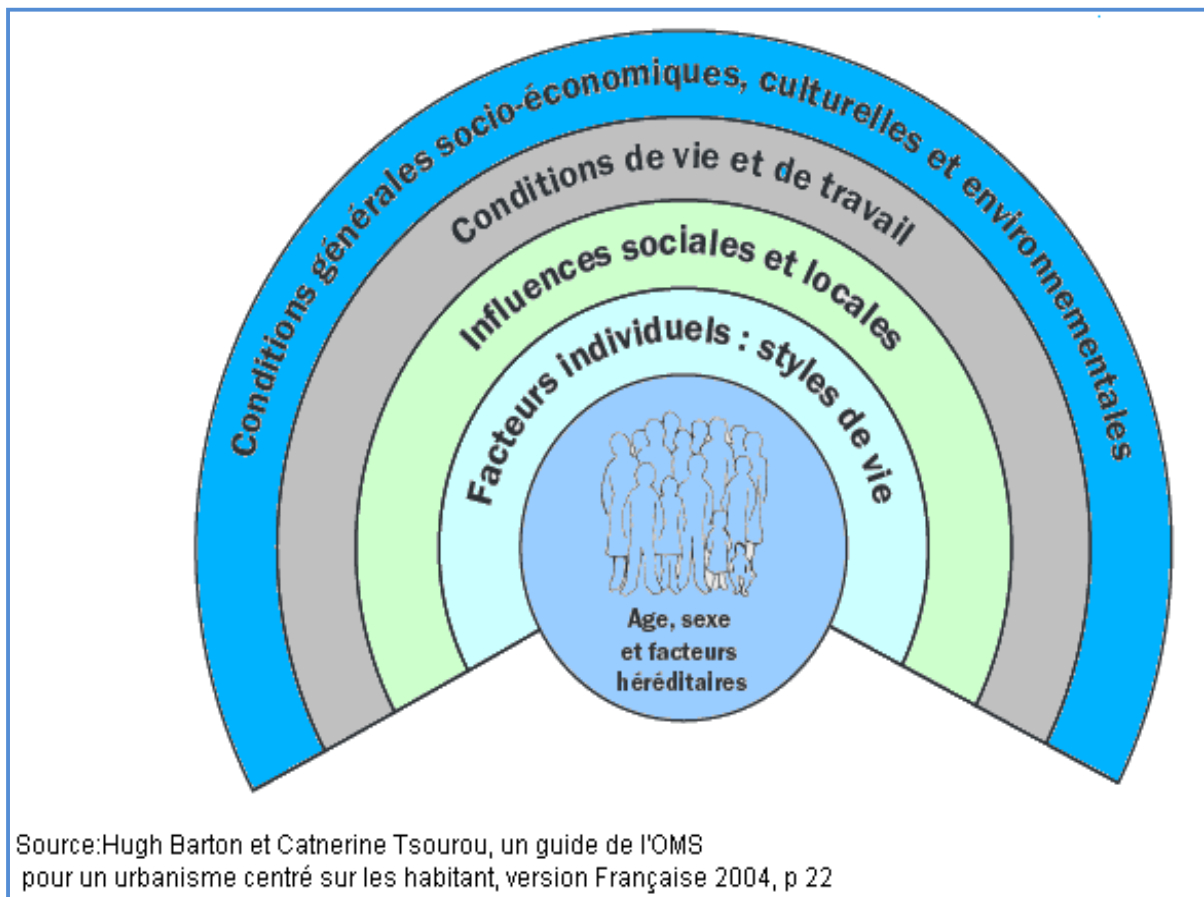 Conditions générales socio-économiques, culturelles et environnementales
Conditions de vie et de travail
Influences sociales et locales
Facteurs individuels : styles de vie
Age, sexe
et facteurs
héréditaires
Source:Hugh Barton et Catnerine Tsourou, un guide de l'OMS
pour un urbanisme centré sur les habitant, version Française 2004, p 22